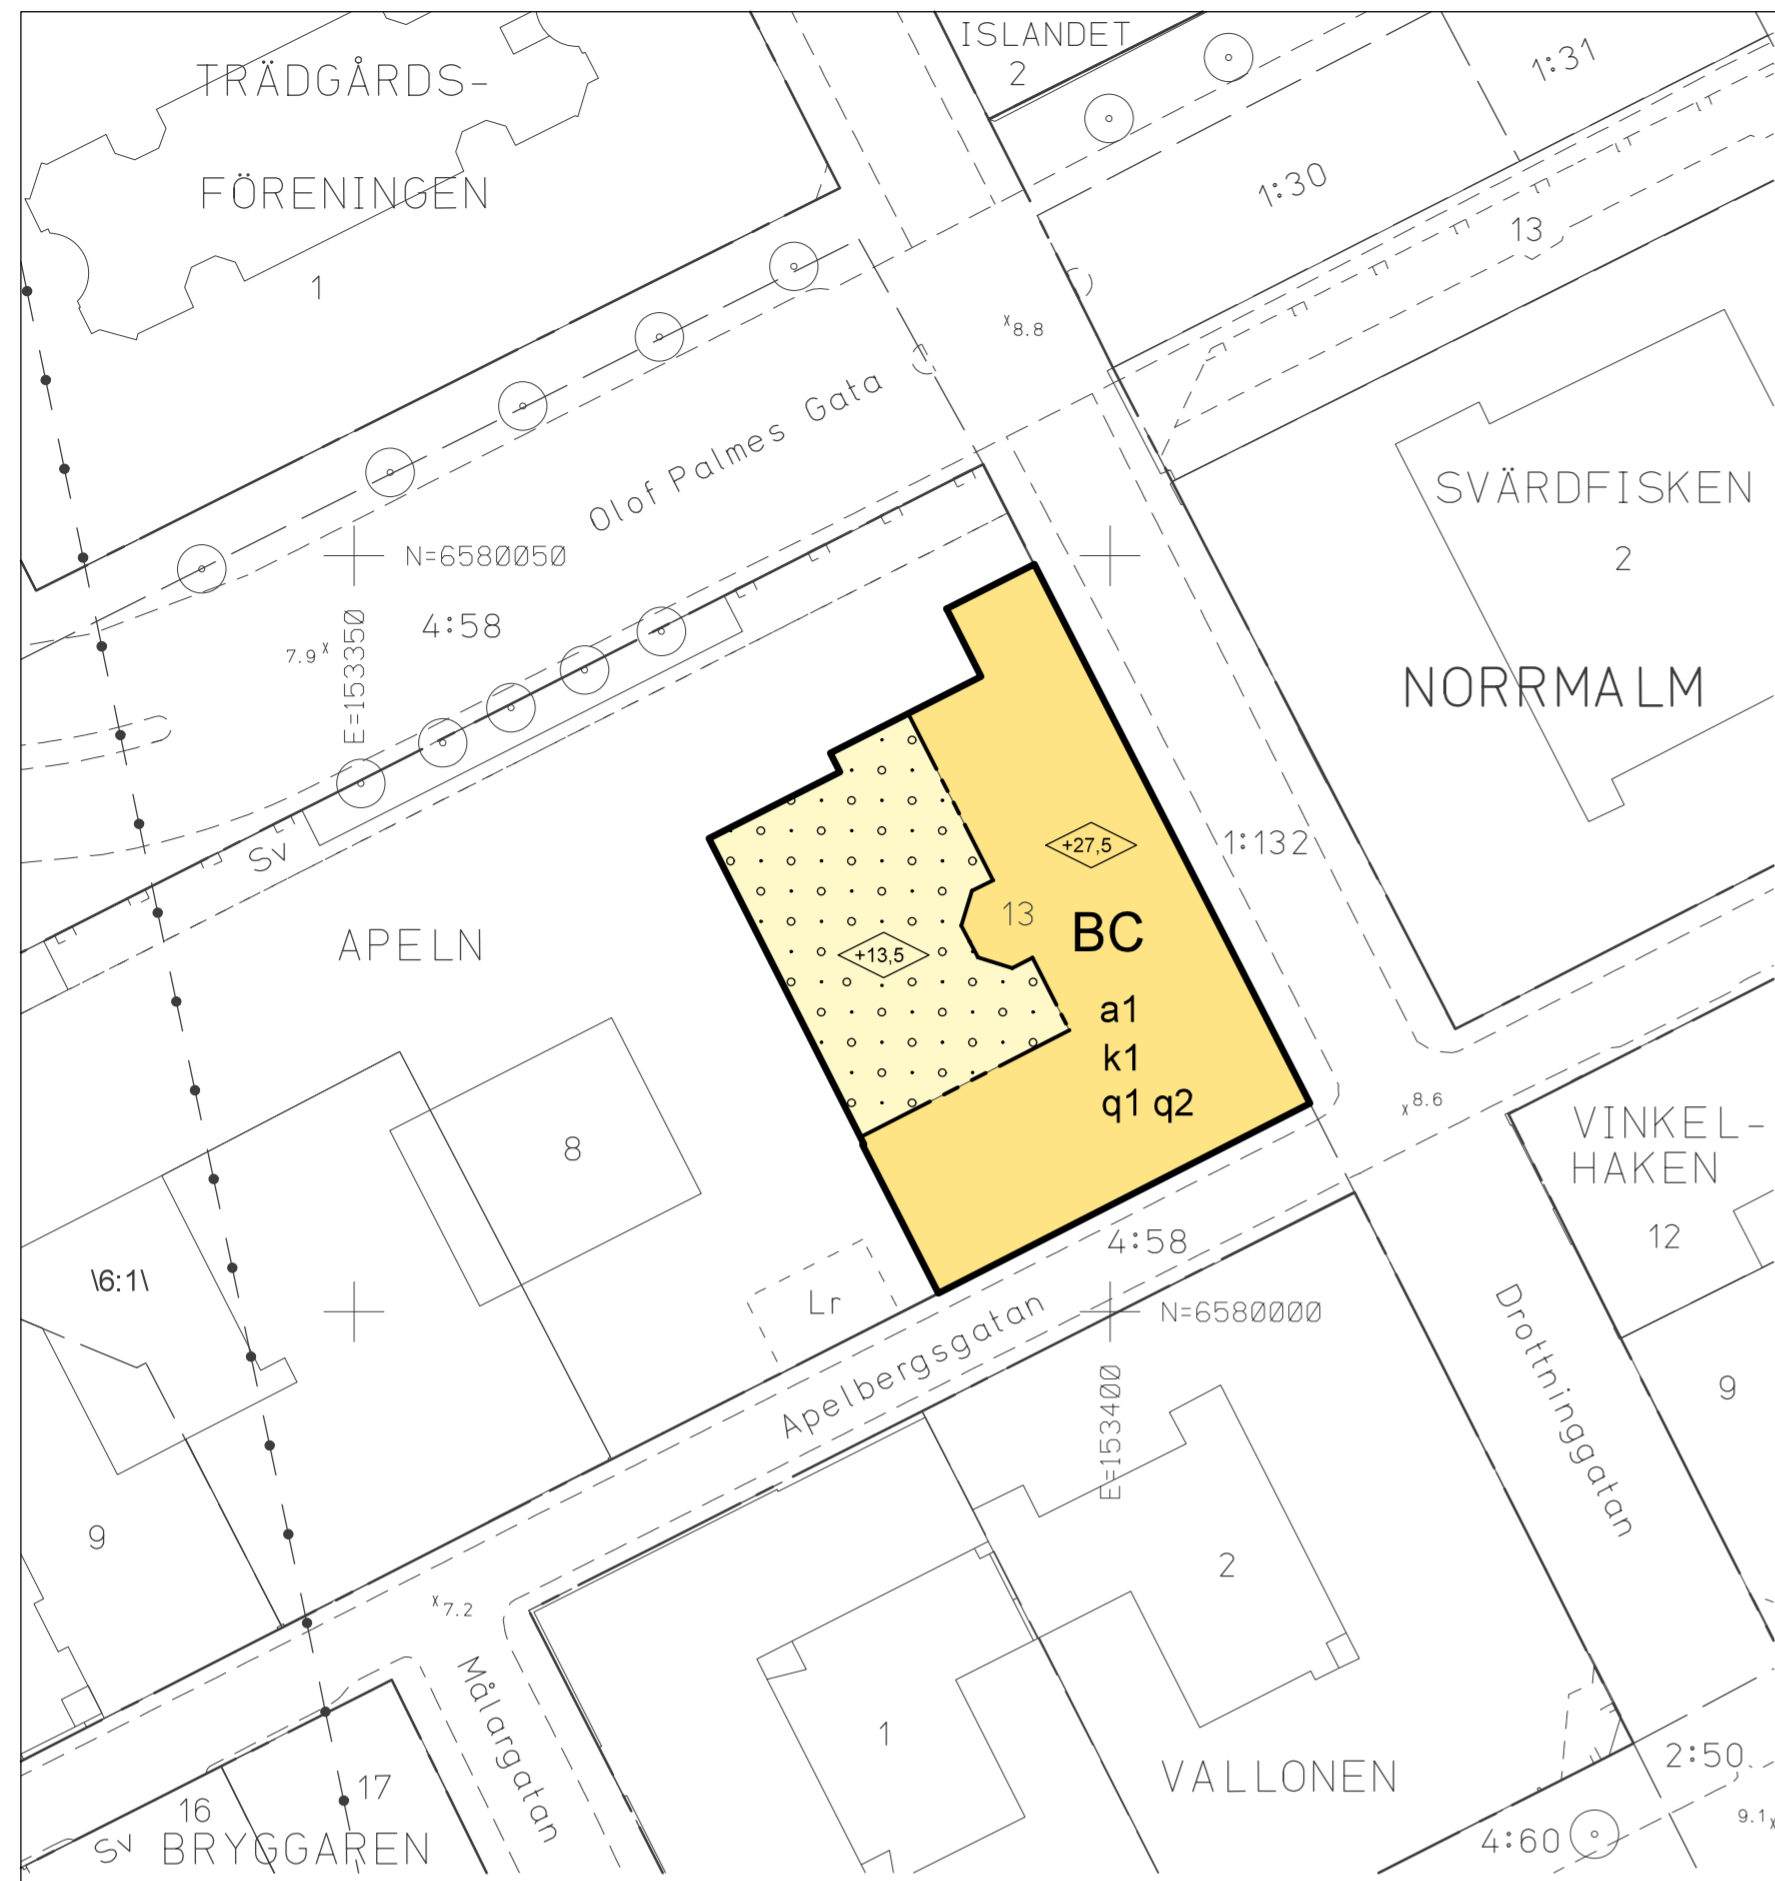 ISLANDET
2
TRÄDGÅRDS-
FÖRENINGEN
1
1:31
1:30
13
x8.8
Olof Palmes Gata
SVÄRDFISKEN
2
N=6580050
4:58
7.9x
E=153350
NORRMALM
Sv
+27,5
1:132
13
BC
APELN
+13,5
a1
k1
q1 q2
x8.6
VINKEL-
HAKEN
12
8
4:58
\6:1\
Lr
N=6580000
Apelbergsgatan
E=153400
Drottninggatan
9
9
2
x7.2
Målargatan
1
VALLONEN
2:50
17
16
Sv
BRYGGAREN
4:60
9.1x